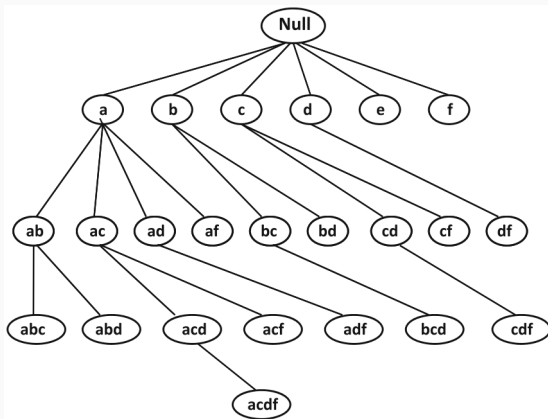 Null
a b c d e f
ab ac ad af bc bd cd cf df
abc abd acd acf adf bcd cdf
acdf